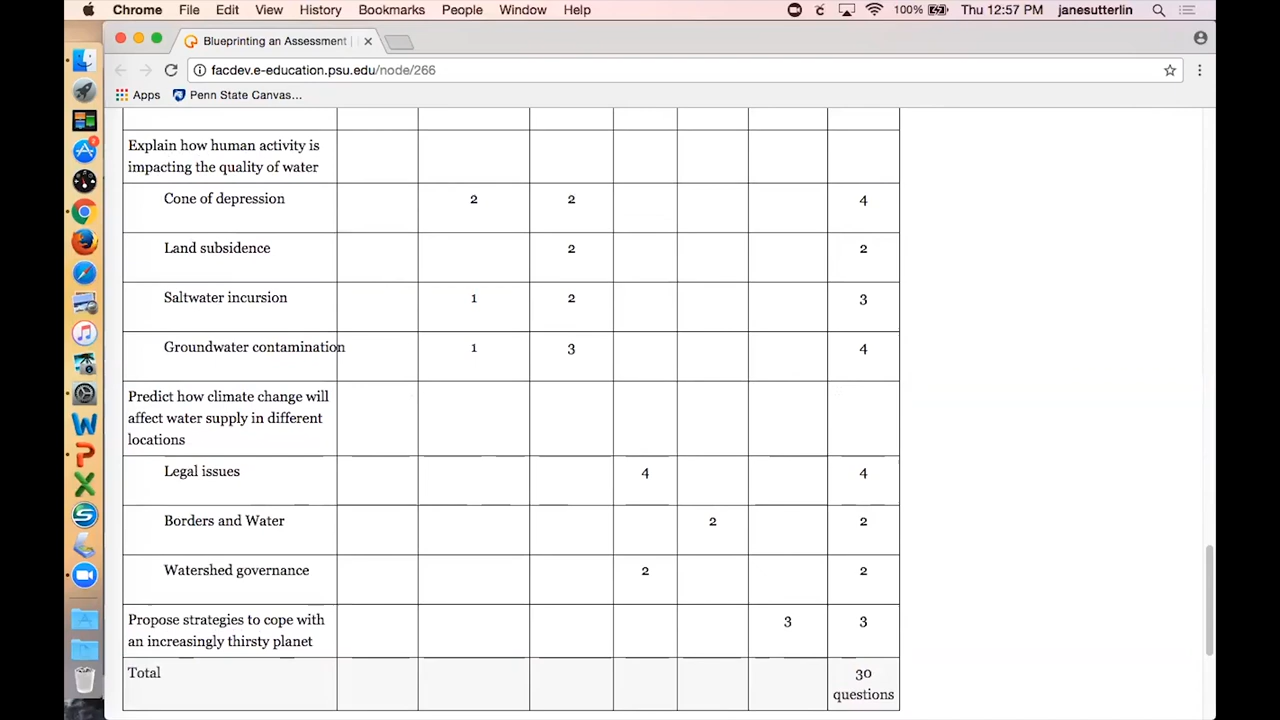 Chrome File Edit View History Bookmarks People Window Help 100% Thu 12:57 PM janesutterlin
Blueprinting an Assessment |
facdev.e-education.psu.edu/node/266
Apps Penn State Canvas...
Explain how human activity is
impacting the quality of water
Cone of depression 2 2 4
Land subsidence 2 2
Saltwater incursion 1 2 3
Groundwater contamination 1 3 4
Predict how climate change will
affect water supply in different
locations
Legal issues 4 4
Borders and Water 2 2
Watershed governance 2 2
Propose strategies to cope with
an increasingly thirsty planet 3 3
Total 30
questions